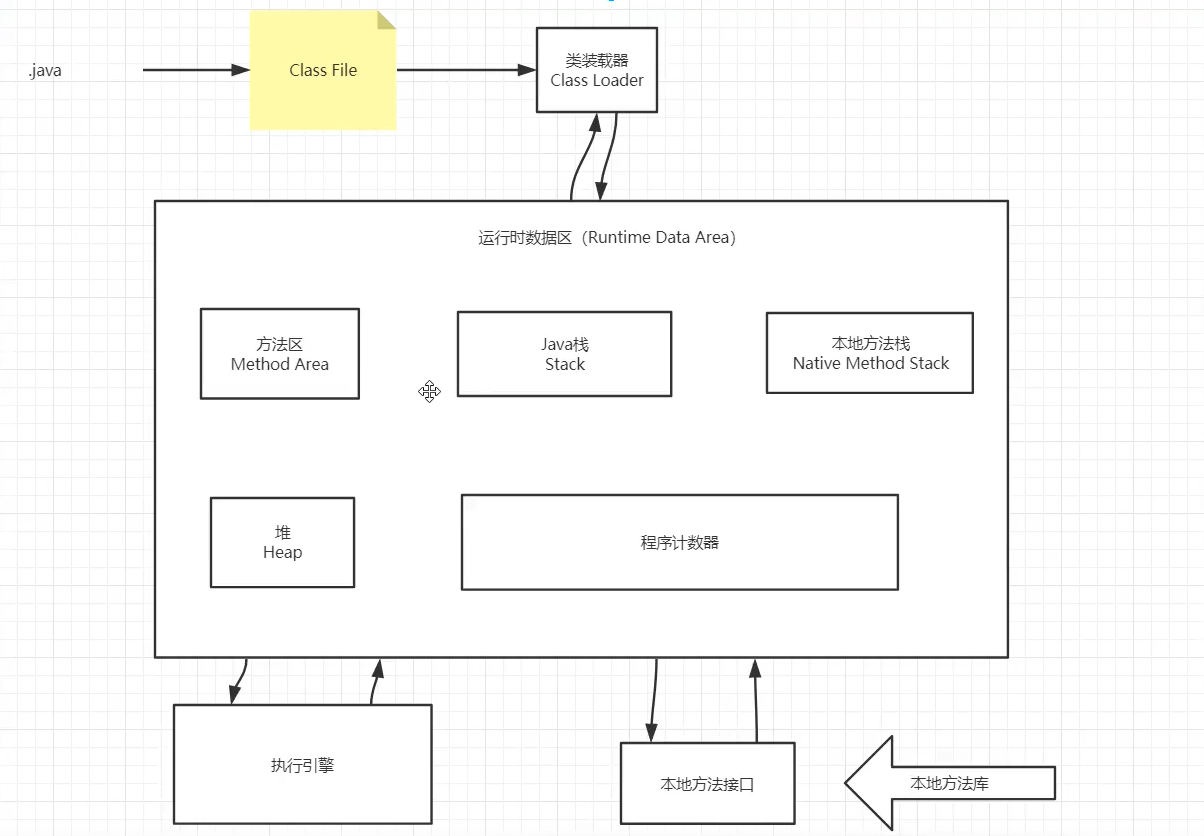 .java
Class File
类装载器
Class Loader
运行时数据区（Runtime Data Area）
方法区
Method Area
Java栈
Stack
本地方法栈
Native Method Stack
堆
Heap
程序计数器
执行引擎
本地方法接口
本地方法库